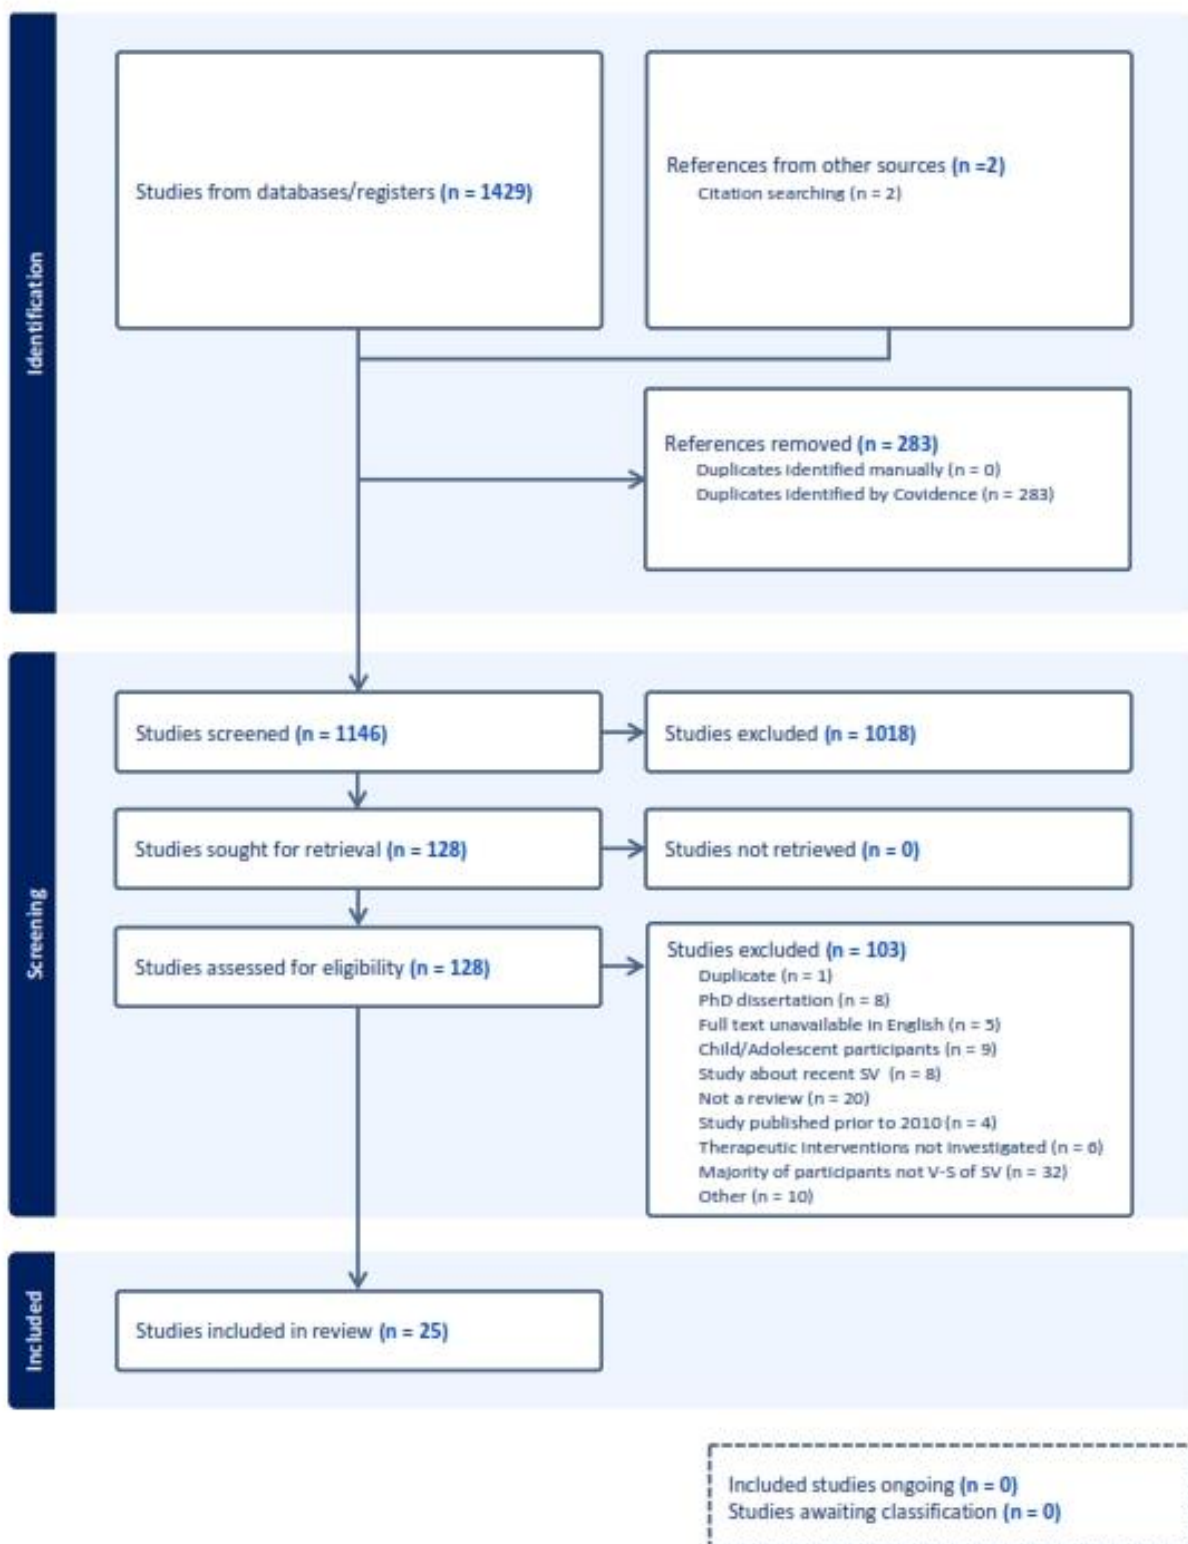 Identification
Studies from databases/registers (n = 1429)
References from other sources (n =2)
Citation searching (n = 2)
References removed (n = 283)
Duplicates identified manually (n = 0)
Duplicates identified by Covidence (n = 283)
Screening
Studies screened (n = 1146)
Studies excluded (n = 1018)
Studies sought for retrieval (n = 128)
Studies not retrieved (n = 0)
Studies assessed for eligibility (n = 128)
Studies excluded (n = 103)
Duplicate (n = 1)
PhD dissertation (n = 8)
Full text unavailable in English (n = 5)
Child/Adolescent participants (n = 9)
Study about recent SV (n = 8)
Not a review (n = 20)
Study published prior to 2010 (n = 4)
Therapeutic interventions not investigated (n = 6)
Majority of participants not V-S of SV (n = 32)
Other (n = 10)
Included
Studies included in review (n = 25)
Included studies ongoing (n = 0)
Studies awaiting classification (n = 0)